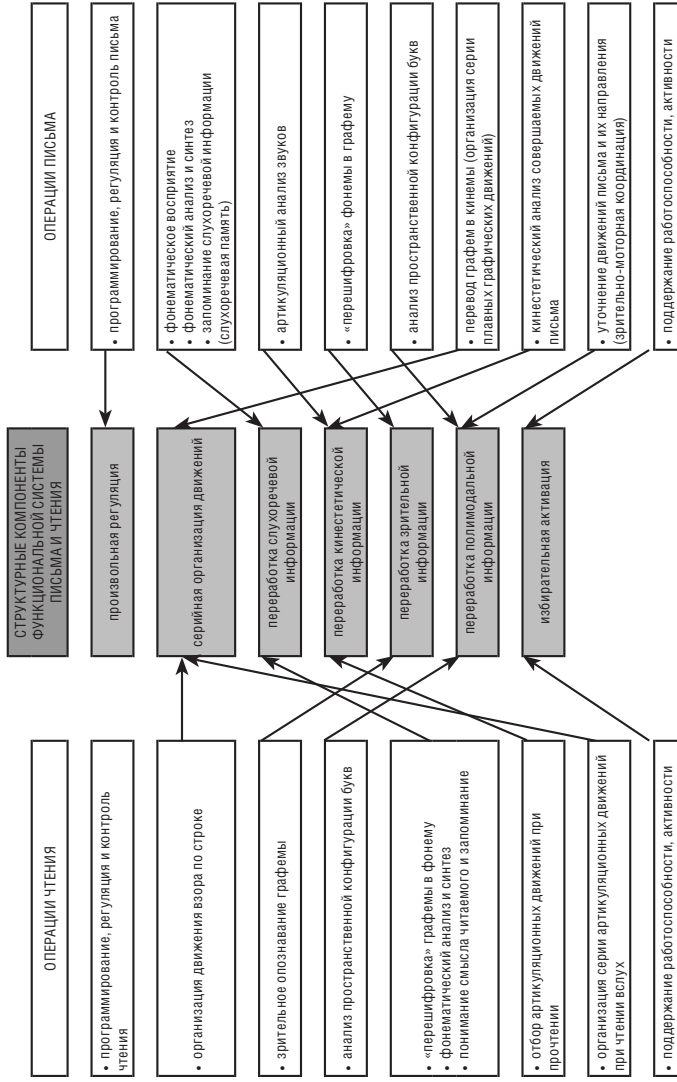 ОПЕРАЦИИ ЧТЕНИЯ
• программирование, регуляция и контроль
чтения
• организация движения взора по строке
• зрительное опознавание графемы
• анализ пространственной конфигурации букв
• «перешифровка» графемы в фонему
• фонематический анализ и синтез
• понимание смысла читаемого и запоминание
• отбор артикуляционных движений при
прочтении
• организация серии артикуляционных движений
при чтении вслух
• поддержание работоспособности, активности
СТРУКТУРНЫЕ КОМПОНЕНТЫ
ФУНКЦИОНАЛЬНОЙ СИСТЕМЫ
ПИСЬМА И ЧТЕНИЯ
произвольная регуляция
серийная организация движений
переработка слухоречевой
информации
переработка кинестетической
информации
переработка зрительной
информации
переработка полимодальной
информации
избирательная активация
ОПЕРАЦИИ ПИСЬМА
• программирование, регуляция и контроль письма
• фонематическое восприятие
• фонематический анализ и синтез
• запоминание слухоречевой информации
(слухоречевая память)
• артикуляционный анализ звуков
• «перешифровка» фонемы в графему
• анализ пространственной конфигурации букв
• перевод графем в кинемы (организация серии
плавных графических движений)
• кинестетический анализ совершаемых движений
письма
• уточнение движений письма и их направления
(зрительно-моторная координация)
• поддержание работоспособности, активности